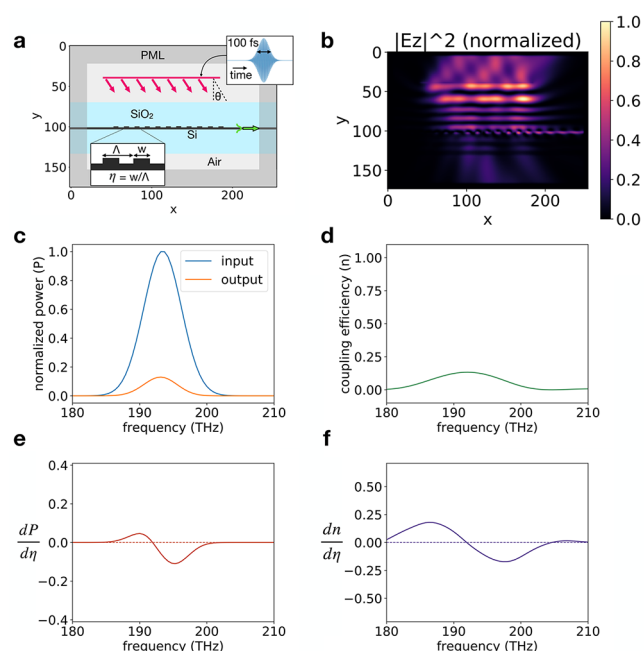 a
PML
100 fs
time
θ
SiO₂
Si
Λ
w
η = w/Λ
Air
0
50
100
150
y
0
100
200
x
b
|Ez|^2 (normalized)
0
50
100
150
y
0
100
200
x
1.0
0.8
0.6
0.4
0.2
0.0
c
input
output
normalized power (P)
1.0
0.8
0.6
0.4
0.2
0.0
180
190
200
210
frequency (THz)
d
coupling efficiency (n)
1.00
0.75
0.50
0.25
0.00
180
190
200
210
frequency (THz)
e
dP
dη
0.4
0.2
0.0
−0.2
−0.4
180
190
200
210
frequency (THz)
f
dn
dη
0.50
0.25
0.00
−0.25
−0.50
180
190
200
210
frequency (THz)